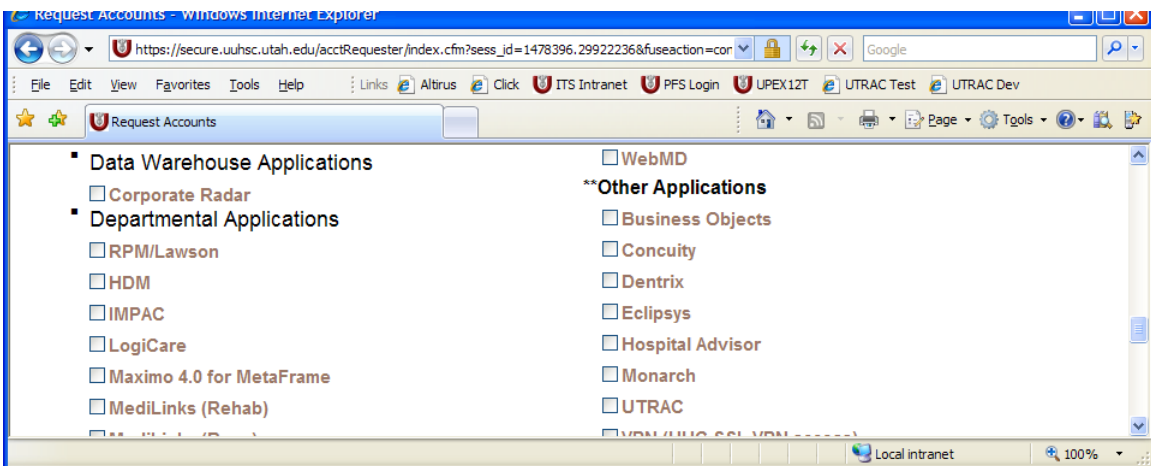 Request Accounts - Windows Internet Explorer
https://secure.uuhsc.utah.edu/acctRequester/index.cfm?sess_id=1478396.29922236&fuseaction=cor
Google
File Edit View Favorites Tools Help Links Altirus Click ITS Intranet PFS Login UPEX12T UTRAC Test UTRAC Dev
Request Accounts Page Tools
Data Warehouse Applications
Corporate Radar
Departmental Applications
RPM/Lawson
HDM
IMPAC
LogiCare
Maximo 4.0 for MetaFrame
MediLinks (Rehab)
WebMD
**Other Applications
Business Objects
Concuity
Dentrix
Eclipsys
Hospital Advisor
Monarch
UTRAC
Local intranet 100%